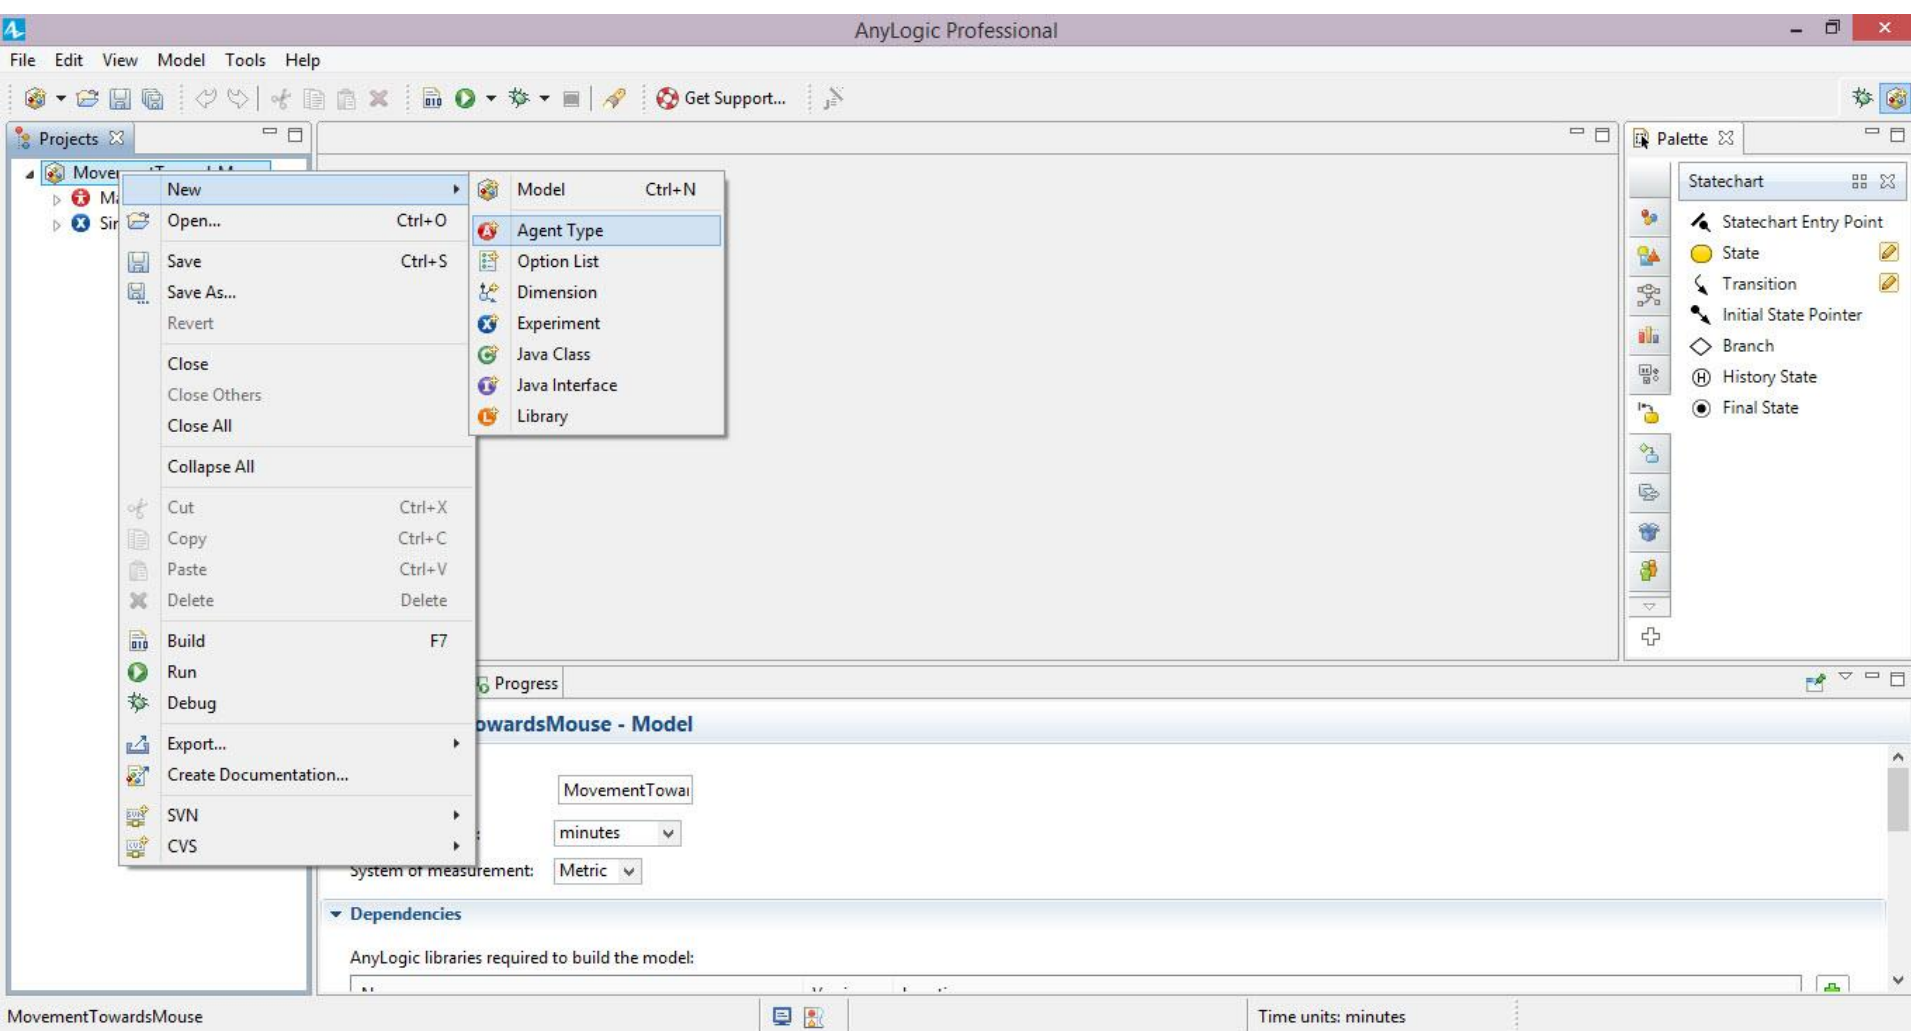 AnyLogic Professional
File Edit View Model Tools Help
Get Support...
Projects
Palette
New
Open... Ctrl+O
Save Ctrl+S
Save As...
Revert
Close
Close Others
Close All
Collapse All
Cut Ctrl+X
Copy Ctrl+C
Paste Ctrl+V
Delete Delete
Build F7
Run
Debug
Export...
Create Documentation...
SVN
CVS
Model Ctrl+N
Agent Type
Option List
Dimension
Experiment
Java Class
Java Interface
Library
Statechart
Statechart Entry Point
State
Transition
Initial State Pointer
Branch
History State
Final State
Progress
owardsMouse - Model
MovementTowar
minutes
System of measurement: Metric
Dependencies
AnyLogic libraries required to build the model:
MovementTowardsMouse
Time units: minutes